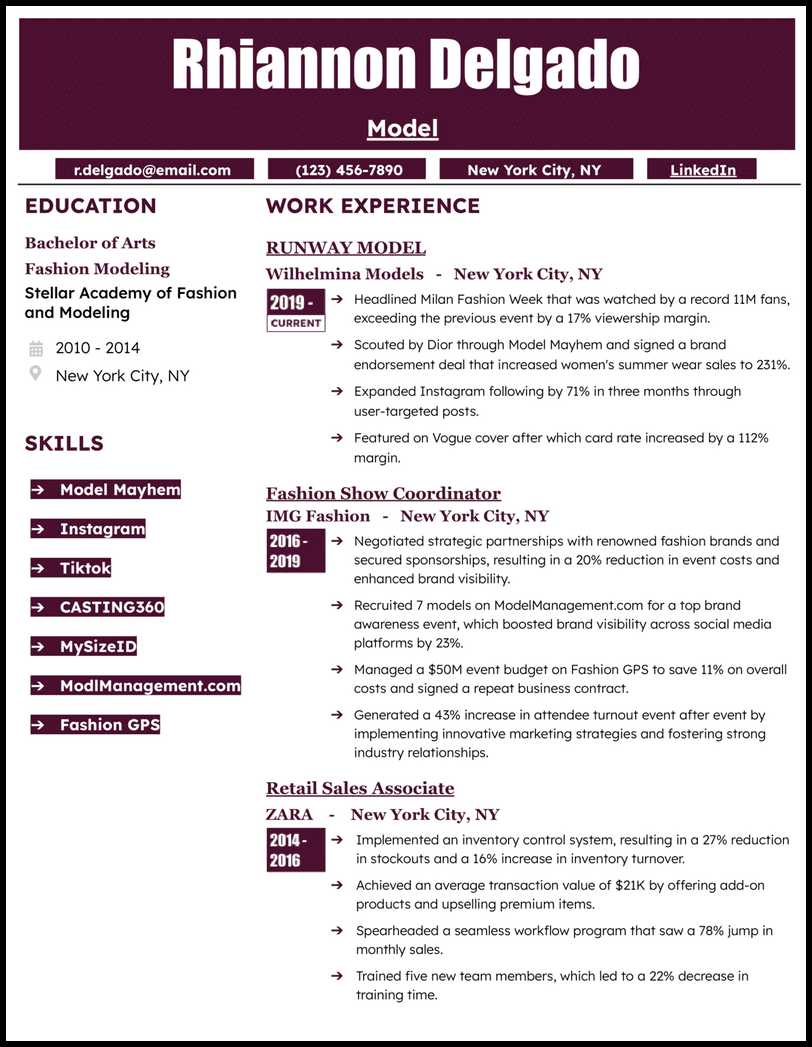 Rhiannon Delgado
Model
r.delgado@email.com
(123) 456-7890
New York City, NY
LinkedIn
EDUCATION
Bachelor of Arts
Fashion Modeling
Stellar Academy of Fashion
and Modeling
2010 - 2014
New York City, NY
SKILLS
→ Model Mayhem
→ Instagram
→ Tiktok
→ CASTING360
→ MySizeID
→ ModlManagement.com
→ Fashion GPS
WORK EXPERIENCE
RUNWAY MODEL
Wilhelmina Models - New York City, NY
2019 -
CURRENT
→ Headlined Milan Fashion Week that was watched by a record 11M fans,
exceeding the previous event by a 17% viewership margin.
→ Scouted by Dior through Model Mayhem and signed a brand
endorsement deal that increased women's summer wear sales to 231%.
→ Expanded Instagram following by 71% in three months through
user-targeted posts.
→ Featured on Vogue cover after which card rate increased by a 112%
margin.
Fashion Show Coordinator
IMG Fashion - New York City, NY
2016 -
2019
→ Negotiated strategic partnerships with renowned fashion brands and
secured sponsorships, resulting in a 20% reduction in event costs and
enhanced brand visibility.
→ Recruited 7 models on ModelManagement.com for a top brand
awareness event, which boosted brand visibility across social media
platforms by 23%.
→ Managed a $50M event budget on Fashion GPS to save 11% on overall
costs and signed a repeat business contract.
→ Generated a 43% increase in attendee turnout event after event by
implementing innovative marketing strategies and fostering strong
industry relationships.
Retail Sales Associate
ZARA - New York City, NY
2014 -
2016
→ Implemented an inventory control system, resulting in a 27% reduction
in stockouts and a 16% increase in inventory turnover.
→ Achieved an average transaction value of $21K by offering add-on
products and upselling premium items.
→ Spearheaded a seamless workflow program that saw a 78% jump in
monthly sales.
→ Trained five new team members, which led to a 22% decrease in
training time.